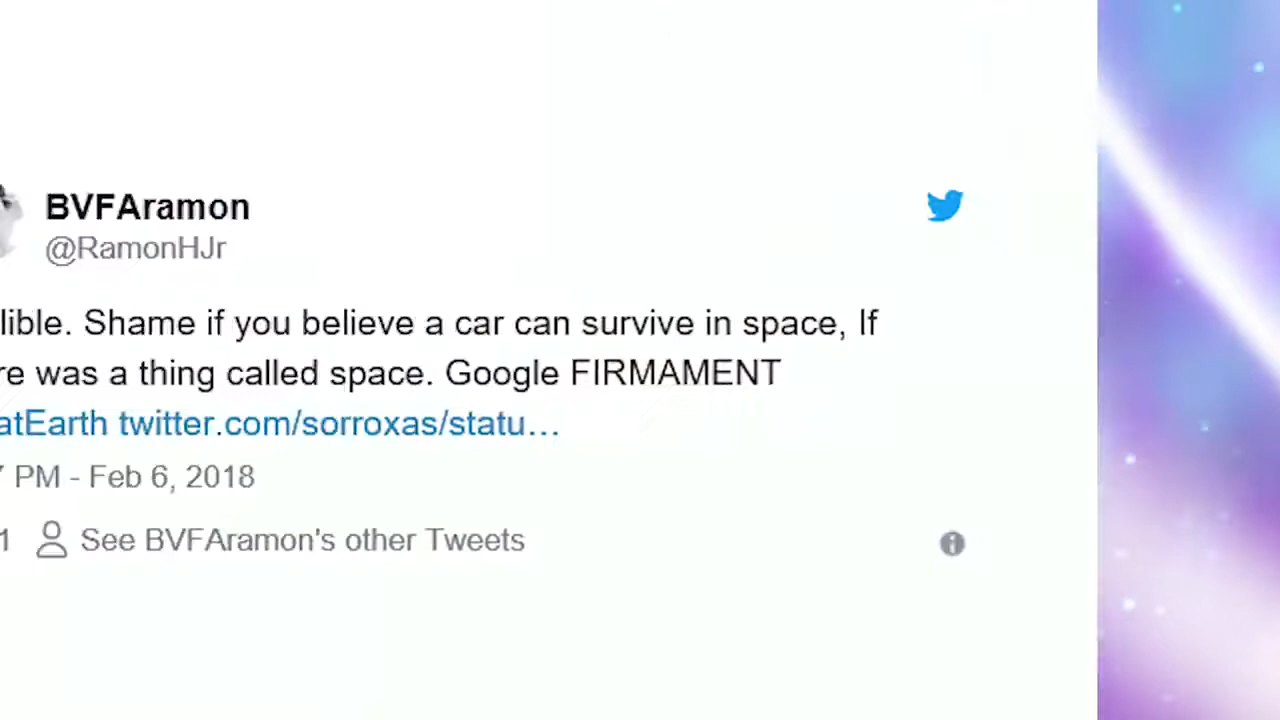 BVFAramon
@RamonHJr
lible. Shame if you believe a car can survive in space, If
re was a thing called space. Google FIRMAMENT
atEarth twitter.com/sorroxas/statu…
PM - Feb 6, 2018
1 See BVFAramon's other Tweets